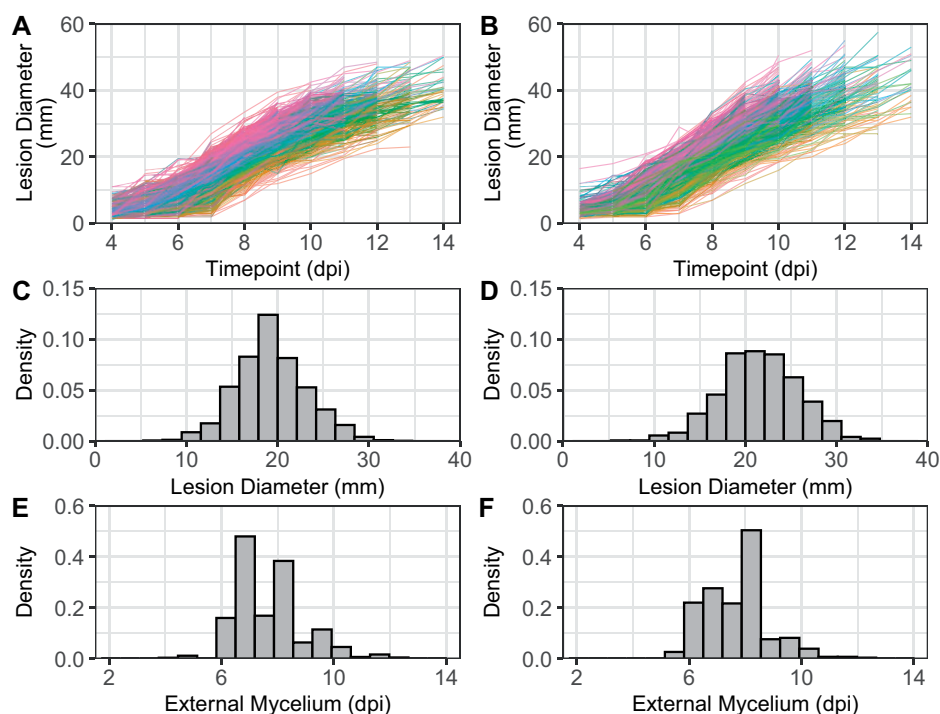 A
B
60
40
20
0
Lesion Diameter
(mm)
4 6 8 10 12 14
Timepoint (dpi)
60
40
20
0
Lesion Diameter
(mm)
4 6 8 10 12 14
Timepoint (dpi)
C
D
0.15
0.10
0.05
0.00
Density
0 10 20 30 40
Lesion Diameter (mm)
0.15
0.10
0.05
0.00
Density
0 10 20 30 40
Lesion Diameter (mm)
E
F
0.6
0.4
0.2
0.0
Density
2 6 10 14
External Mycelium (dpi)
0.6
0.4
0.2
0.0
Density
2 6 10 14
External Mycelium (dpi)